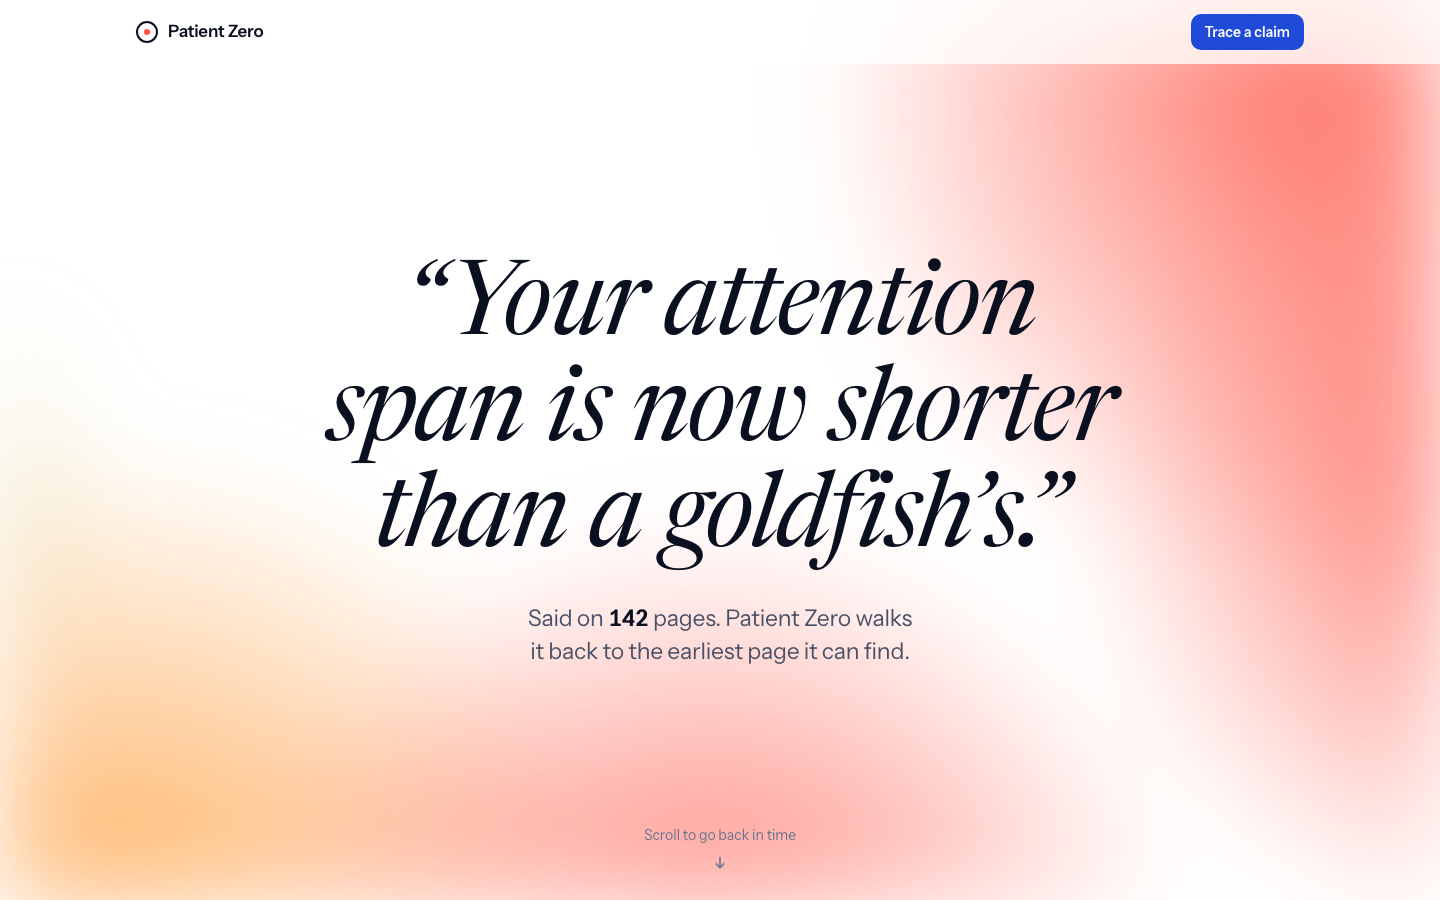 Patient Zero
Trace a claim
“Your attention
span is now shorter
than a goldfish’s.”
Said on 142 pages. Patient Zero walks
it back to the earliest page it can find.
Scroll to go back in time